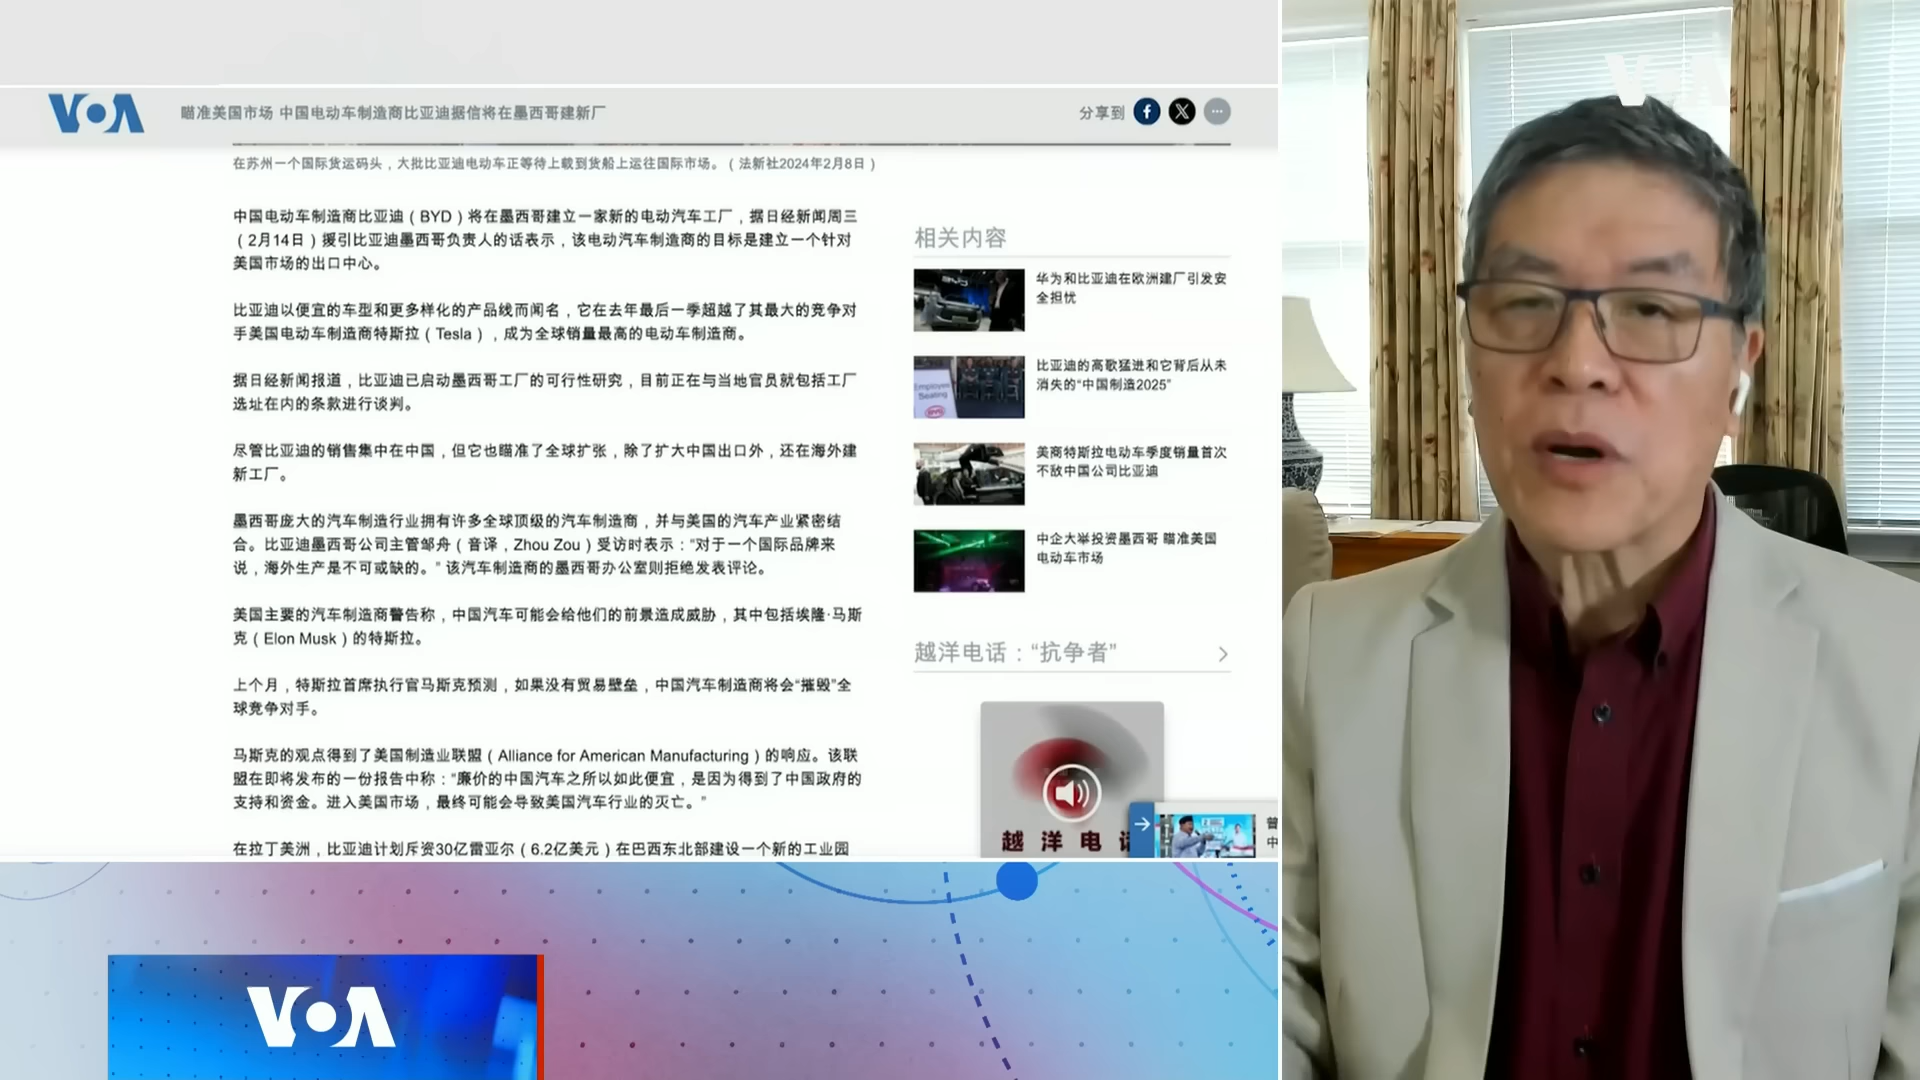 VOA
瞄准美国市场 中国电动车制造商比亚迪据信将在墨西哥建新厂
分享到
在苏州一个国际货运码头，大批比亚迪电动车正等待上载到货船上运往国际市场。（法新社2024年2月8日）
中国电动车制造商比亚迪（BYD）将在墨西哥建立一家新的电动汽车工厂，据日经新闻周三
（2月14日）援引比亚迪墨西哥负责人的话表示，该电动汽车制造商的目标是建立一个针对
美国市场的出口中心。
比亚迪以便宜的车型和更多样化的产品线而闻名，它在去年最后一季超越了其最大的竞争对
手美国电动车制造商特斯拉（Tesla），成为全球销量最高的电动车制造商。
据日经新闻报道，比亚迪已启动墨西哥工厂的可行性研究，目前正在与当地官员就包括工厂
选址在内的条款进行谈判。
尽管比亚迪的销售集中在中国，但它也瞄准了全球扩张，除了扩大中国出口外，还在海外建
新工厂。
墨西哥庞大的汽车制造行业拥有许多全球顶级的汽车制造商，并与美国的汽车产业紧密结
合。比亚迪墨西哥公司主管邹舟（音译，Zhou Zou）受访时表示：“对于一个国际品牌来
说，海外生产是不可或缺的。” 该汽车制造商的墨西哥办公室则拒绝发表评论。
美国主要的汽车制造商警告称，中国汽车可能会给他们的前景造成威胁，其中包括埃隆·马斯
克（Elon Musk）的特斯拉。
上个月，特斯拉首席执行官马斯克预测，如果没有贸易壁垒，中国汽车制造商将会“摧毁”全
球竞争对手。
马斯克的观点得到了美国制造业联盟（Alliance for American Manufacturing）的响应。该联
盟在即将发布的一份报告中称：“廉价的中国汽车之所以如此便宜，是因为得到了中国政府的
支持和资金。进入美国市场，最终可能会导致美国汽车行业的灭亡。”
在拉丁美洲，比亚迪计划斥资30亿雷亚尔（6.2亿美元）在巴西东北部建设一个新的工业园
相关内容
华为和比亚迪在欧洲建厂引发安
全担忧
Employee
Seating
BYD
比亚迪的高歌猛进和它背后从未
消失的“中国制造2025”
美商特斯拉电动车季度销量首次
不敌中国公司比亚迪
中企大举投资墨西哥 瞄准美国
电动车市场
越洋电话：“抗争者”
越洋电
普
中
VOA
VOA